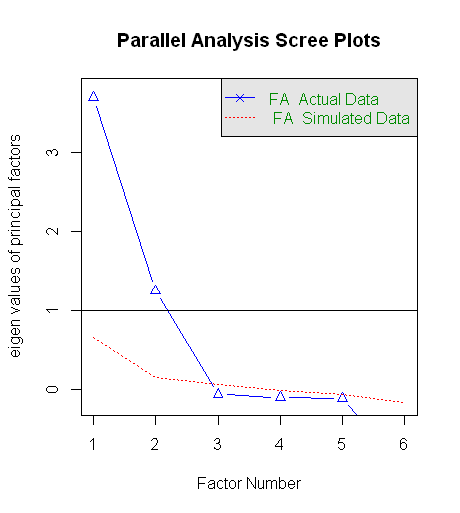 Parallel Analysis Scree Plots
FA Actual Data
FA Simulated Data
eigen values of principal factors
3
2
1
0
1 2 3 4 5 6
Factor Number